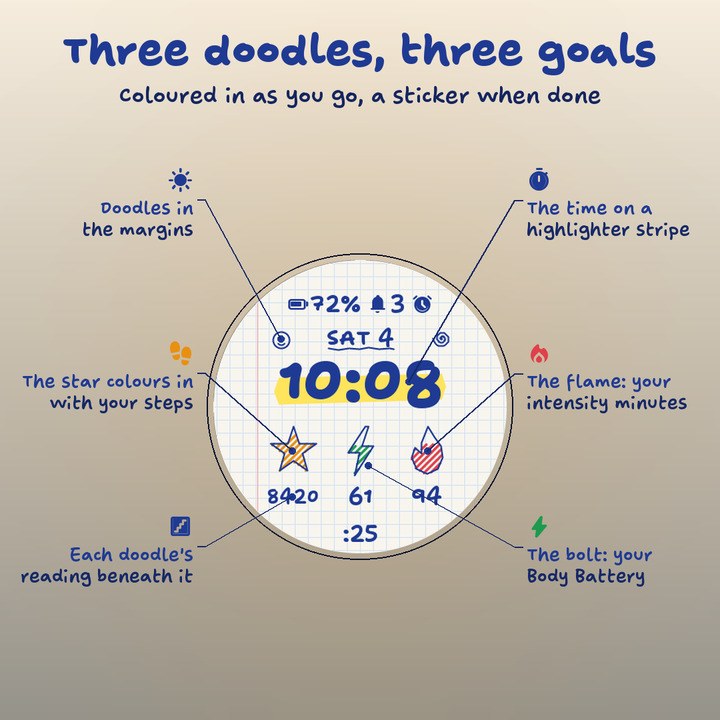 Three doodles, three goals
Coloured in as you go, a sticker when done
Doodles in
the margins
The time on a
highlighter stripe
72% 3
SAT 4
10:08
The star colours in
with your steps
The flame: your
intensity minutes
8420 61 94
:25
Each doodle's
reading beneath it
The bolt: your
Body Battery